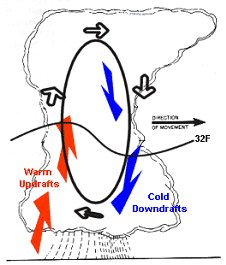 DIRECTION
OF MOVEMENT
32F
Warm
Updrafts
Cold
Downdrafts